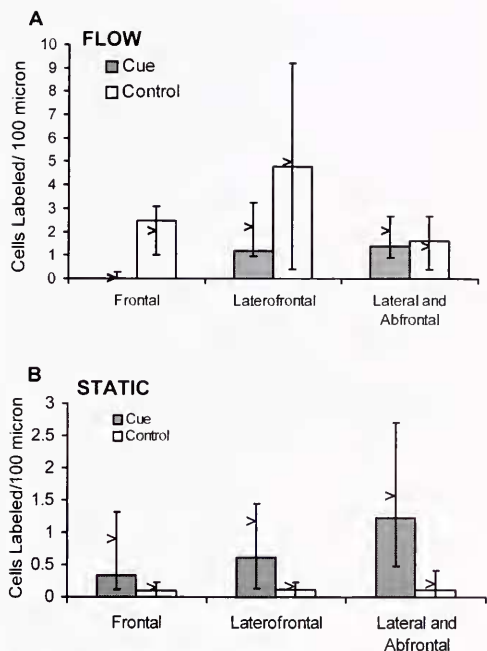 A
FLOW
Cue
Control
Cells Labeled/ 100 micron
10
9
8
7
6
5
4
3
2
1
0
Frontal
Laterofrontal
Lateral and
Abfrontal
B
STATIC
Cue
Control
Cells Labeled/100 micron
3
2.5
2
1.5
1
0.5
0
Frontal
Laterofrontal
Lateral and
Abfrontal